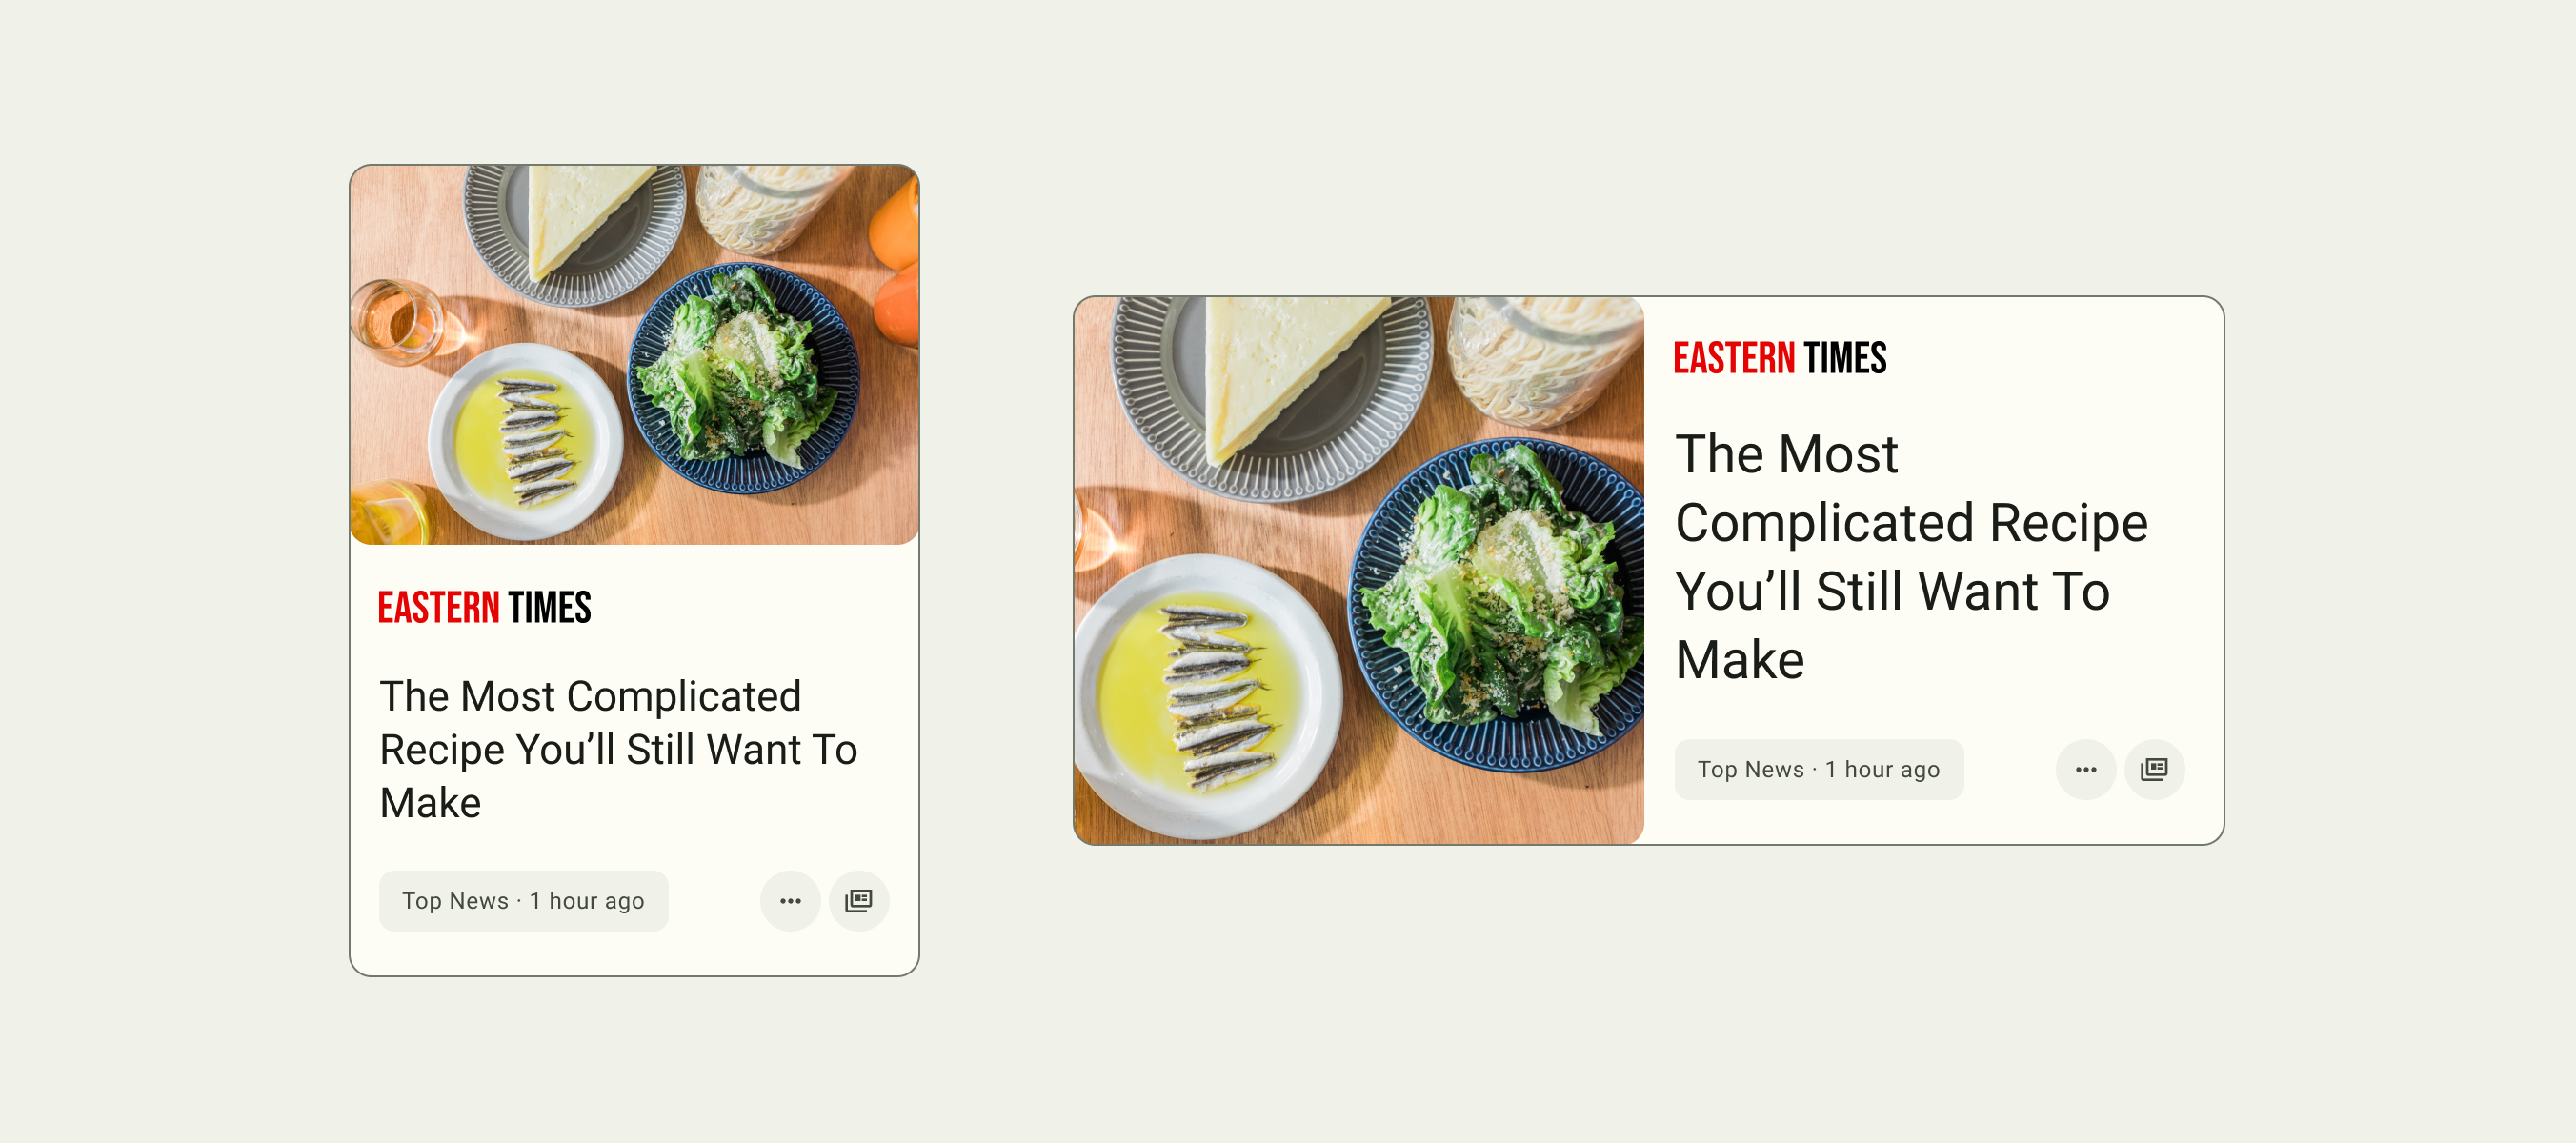 EASTERN TIMES
The Most Complicated
Recipe You’ll Still Want To
Make
Top News · 1 hour ago
EASTERN TIMES
The Most
Complicated Recipe
You’ll Still Want To
Make
Top News · 1 hour ago